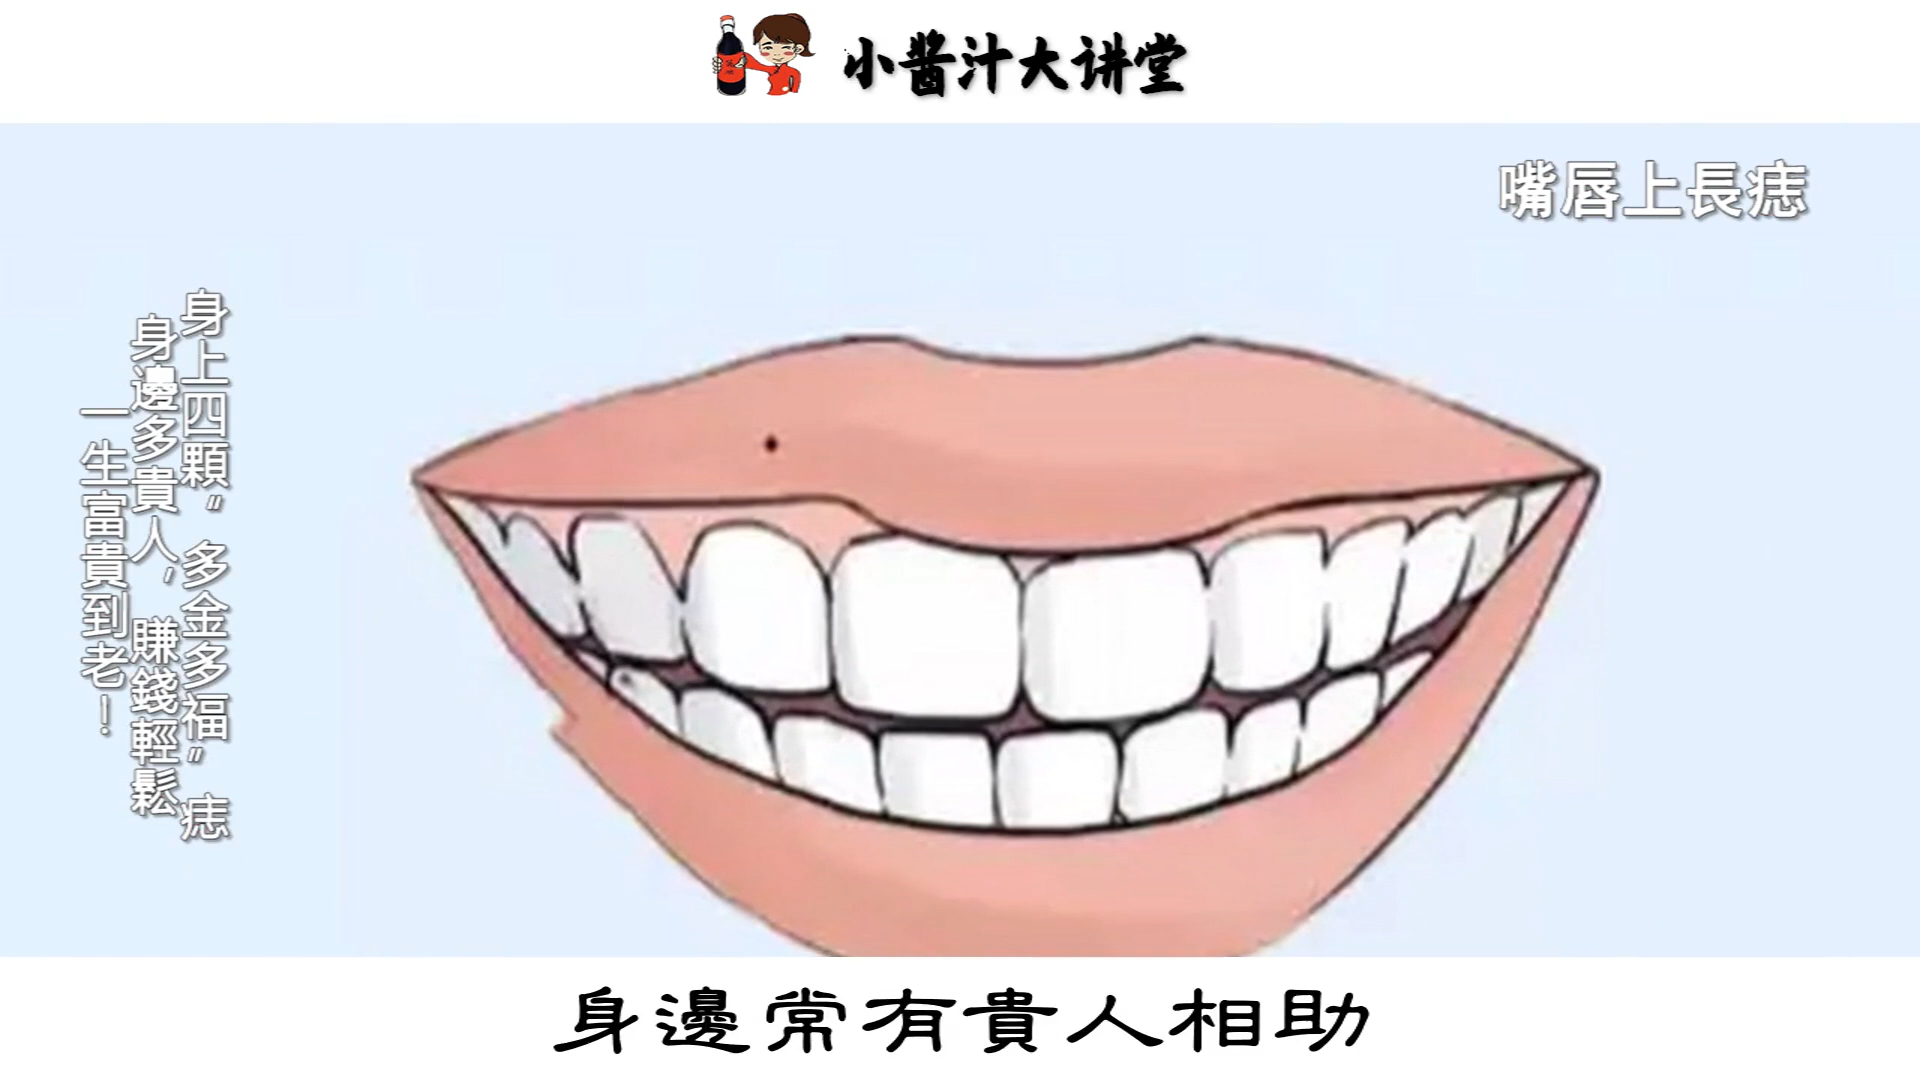 小酱汁大讲堂
嘴唇上長痣
身上四顆"多金多福"痣
身邊多貴人，賺錢輕鬆
一生富貴到老！
身邊常有貴人相助